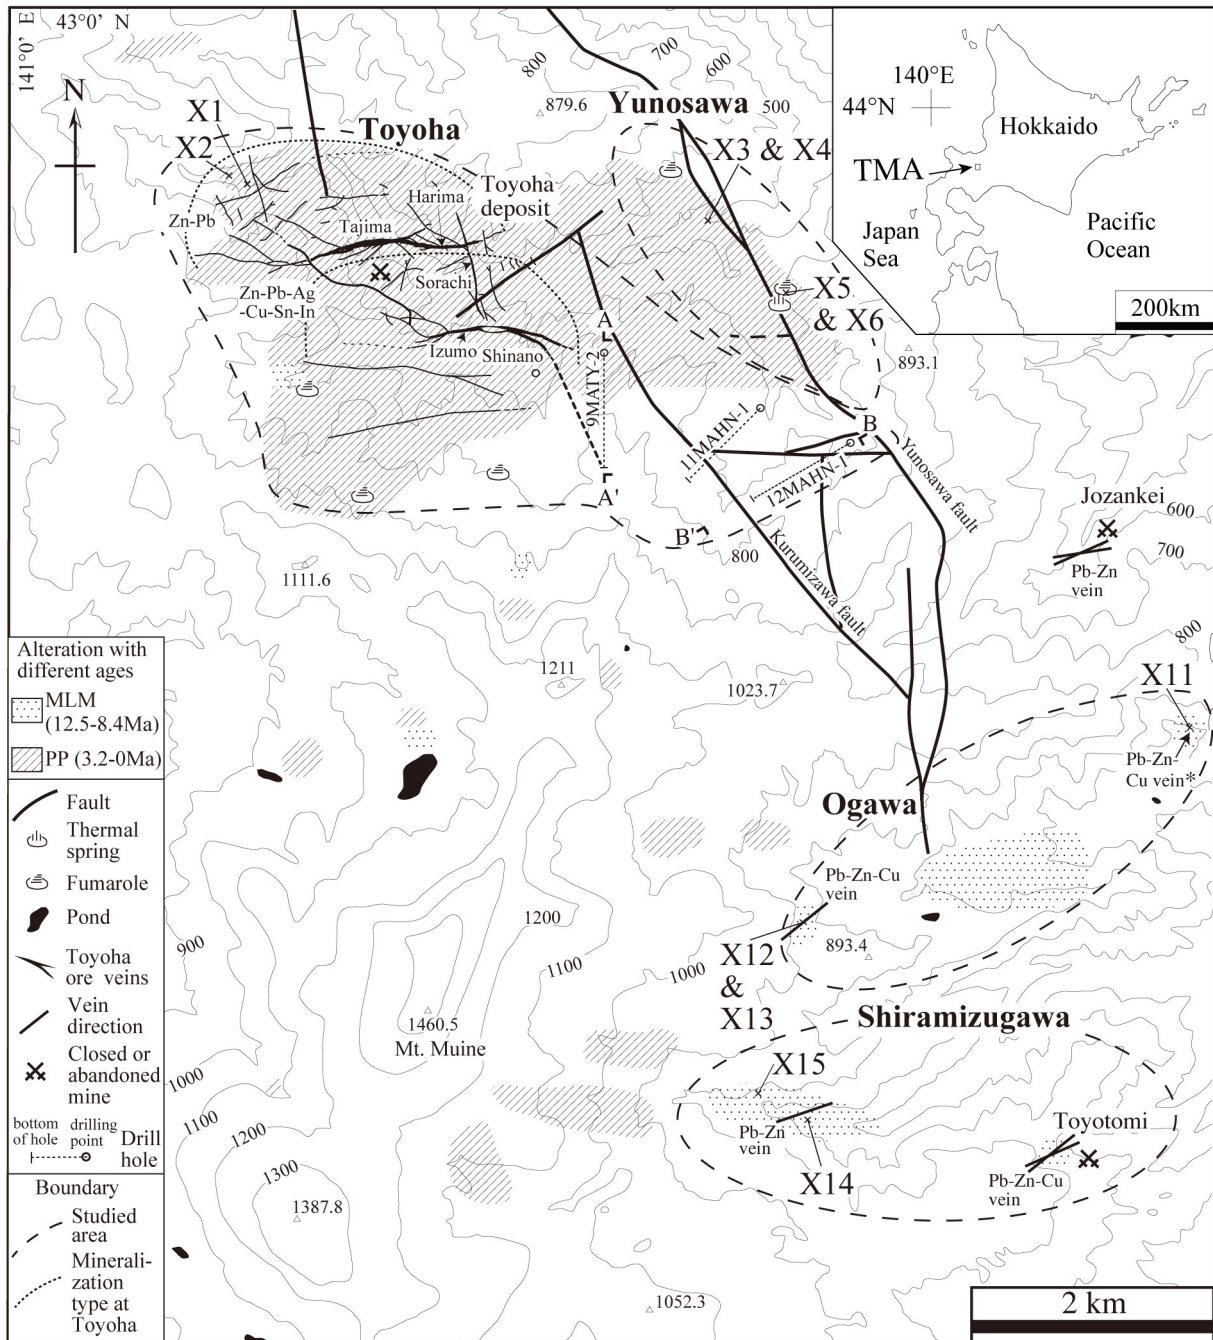 43°0' N
141°0' E
N
X1
X2
Toyoha
879.6
800
700
600
Yunosawa
500
X3 & X4
Toyoha
deposit
Harima
Tajima
Zn-Pb
Sorachi
Zn-Pb-Ag
-Cu-Sn-In
Izumo
Shinano
X5
& X6
893.1
A
9MATY-2
A'
11MAHN-1
12MAHN-1
B
B'
800
Yunosawa fault
Kurumizawa fault
140°E
44°N
Hokkaido
TMA
Japan
Sea
Pacific
Ocean
200km
Jozankei
600
700
Pb-Zn
vein
1111.6
1211
1023.7
800
X11
Pb-Zn-
Cu vein*
Ogawa
Pb-Zn-Cu
vein
893.4
X12
&
X13
900
1200
1100
1000
1460.5
Mt. Muine
Shiramizugawa
X15
Pb-Zn
vein
X14
Toyotomi
Pb-Zn-Cu
vein
1000
1100
1200
1300
1387.8
1052.3
2 km
Alteration with
different ages
MLM
(12.5-8.4Ma)
PP (3.2-0Ma)
Fault
Thermal
spring
Fumarole
Pond
Toyoha
ore veins
Vein
direction
Closed or
abandoned
mine
bottom
of hole
drilling
point
Drill
hole
Boundary
Studied
area
Minerali-
zation
type at
Toyoha